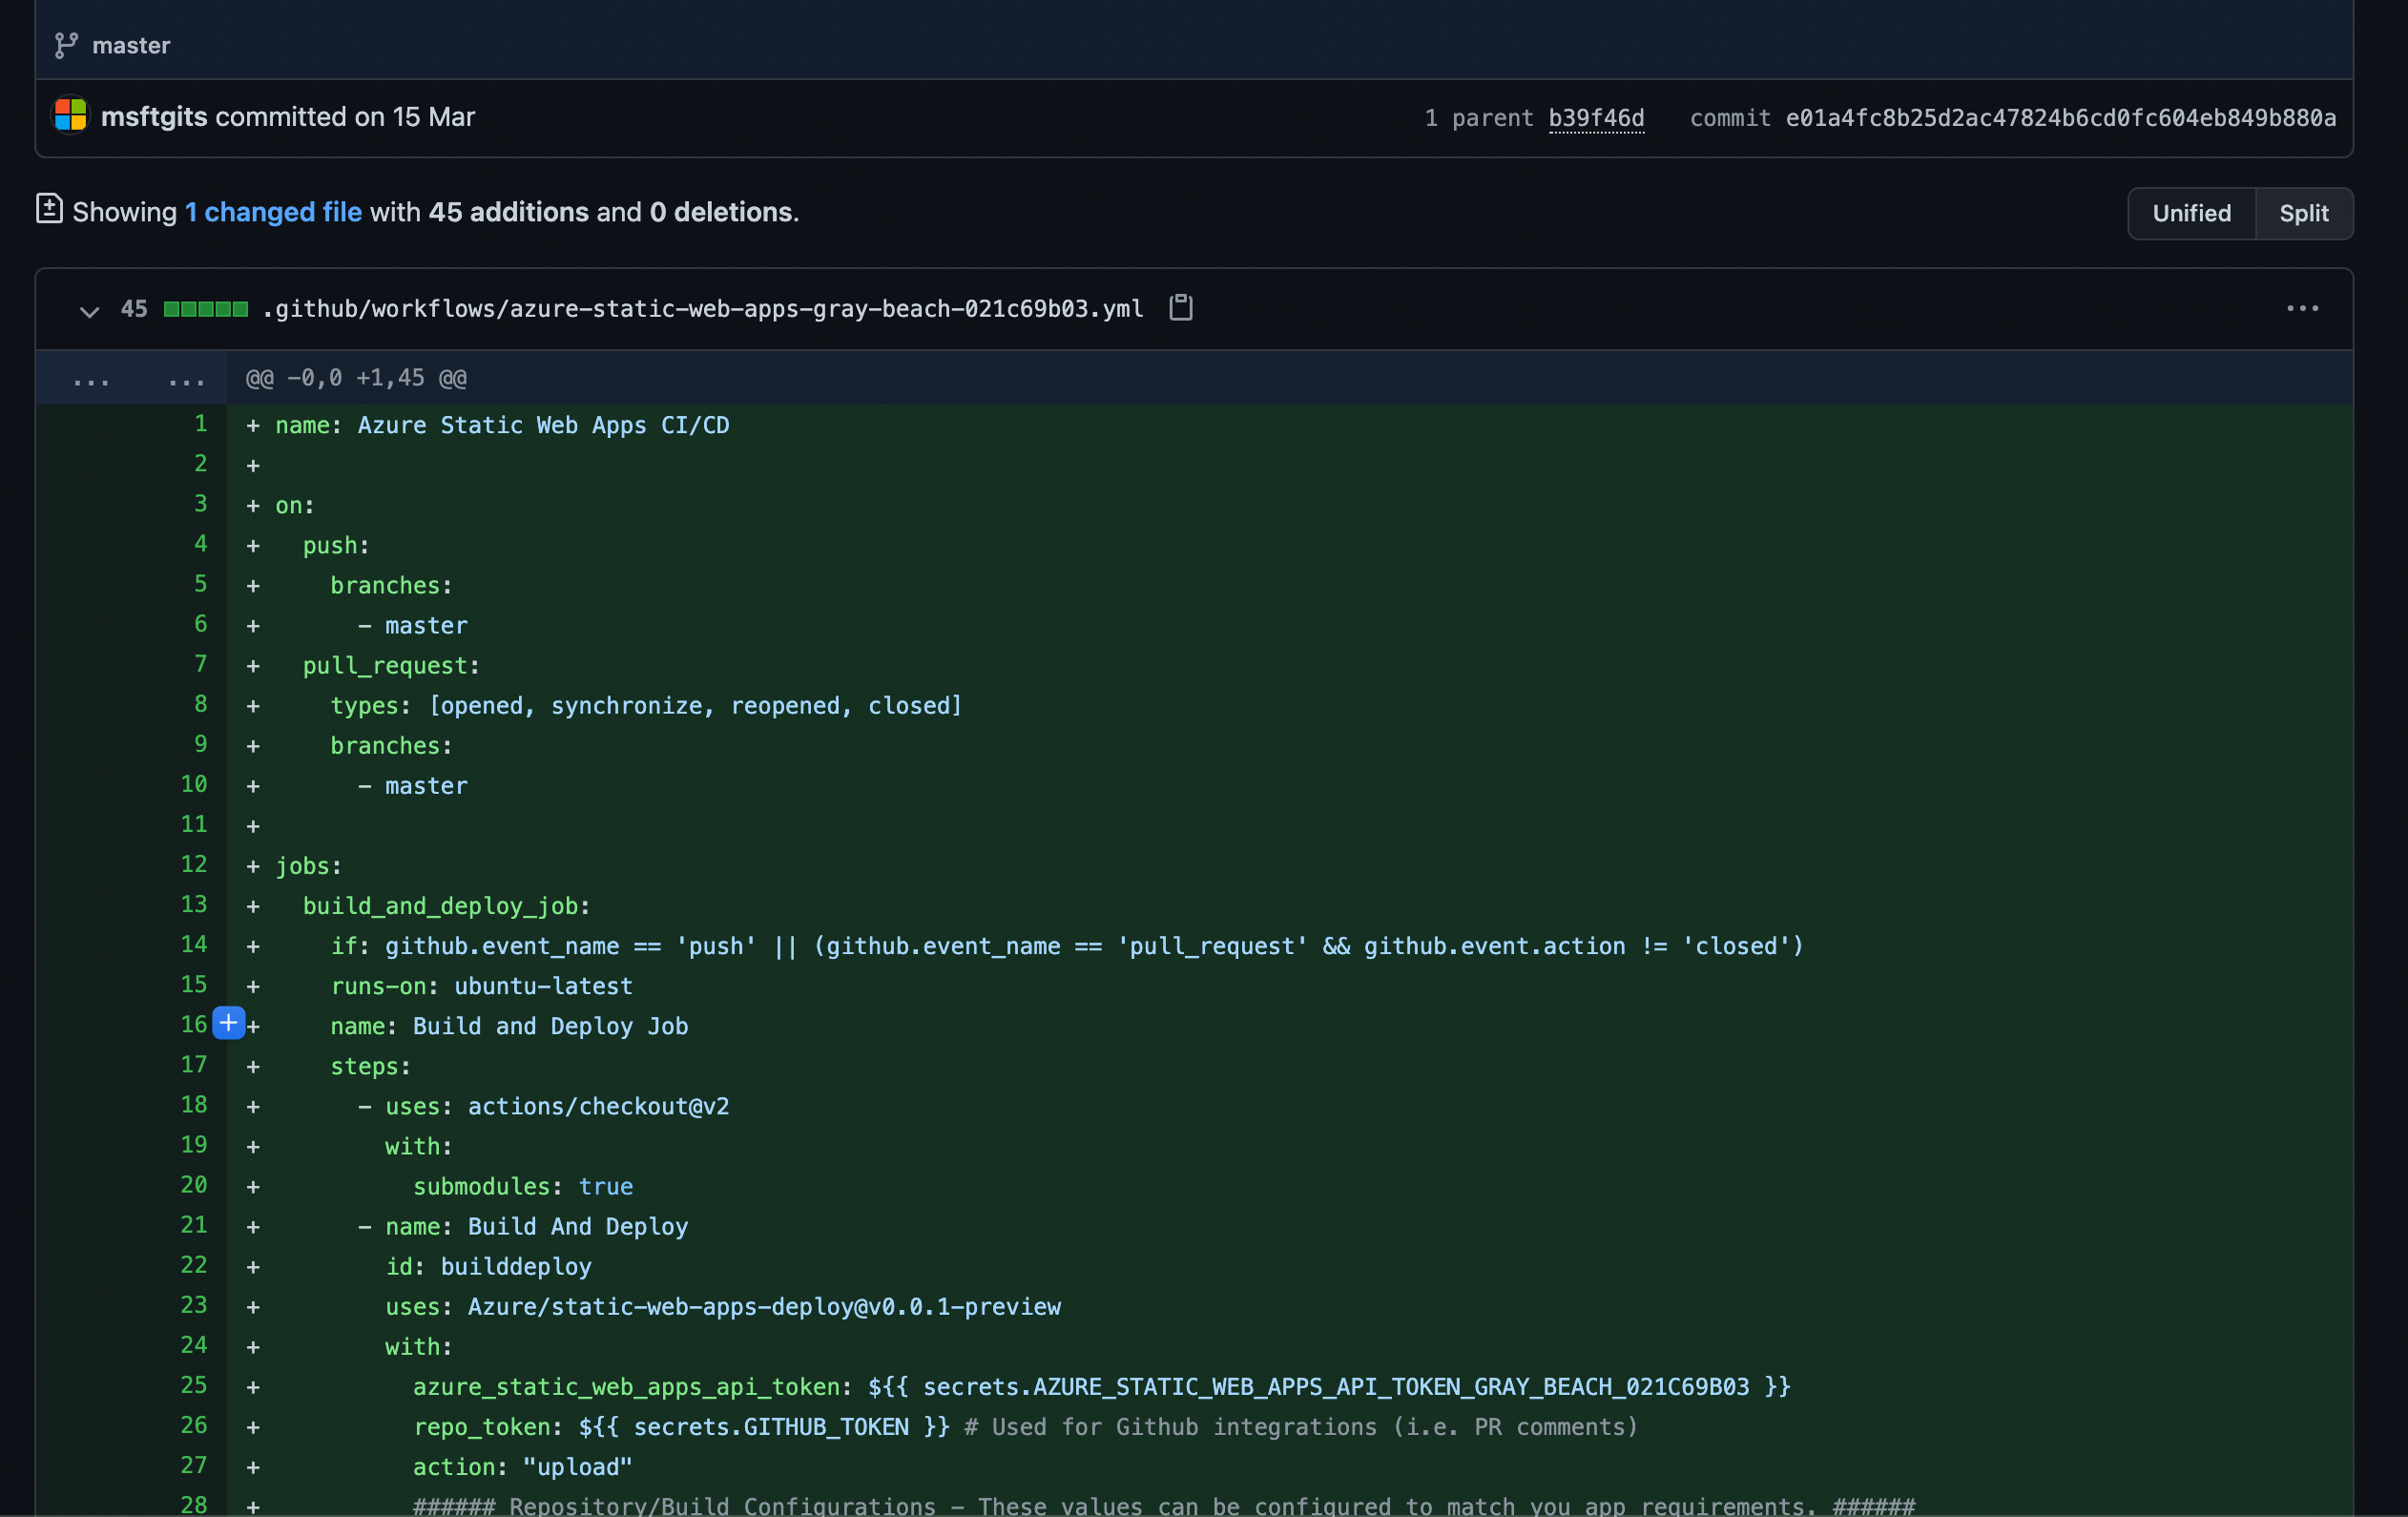 master
msftgits committed on 15 Mar 1 parent b39f46d commit e01a4fc8b25d2ac47824b6cd0fc604eb849b880a
Showing 1 changed file with 45 additions and 0 deletions. Unified Split
45 .github/workflows/azure-static-web-apps-gray-beach-021c69b03.yml ...
... ... @@ -0,0 +1,45 @@
1 + name: Azure Static Web Apps CI/CD
2 +
3 + on:
4 + push:
5 + branches:
6 + - master
7 + pull_request:
8 + types: [opened, synchronize, reopened, closed]
9 + branches:
10 + - master
11 +
12 + jobs:
13 + build_and_deploy_job:
14 + if: github.event_name == 'push' || (github.event_name == 'pull_request' && github.event.action != 'closed')
15 + runs-on: ubuntu-latest
16 + + name: Build and Deploy Job
17 + steps:
18 + - uses: actions/checkout@v2
19 + with:
20 + submodules: true
21 + - name: Build And Deploy
22 + id: builddeploy
23 + uses: Azure/static-web-apps-deploy@v0.0.1-preview
24 + with:
25 + azure_static_web_apps_api_token: ${{ secrets.AZURE_STATIC_WEB_APPS_API_TOKEN_GRAY_BEACH_021C69B03 }}
26 + repo_token: ${{ secrets.GITHUB_TOKEN }} # Used for Github integrations (i.e. PR comments)
27 + action: "upload"
28 + ###### Repository/Build Configurations - These values can be configured to match you app requirements. ######